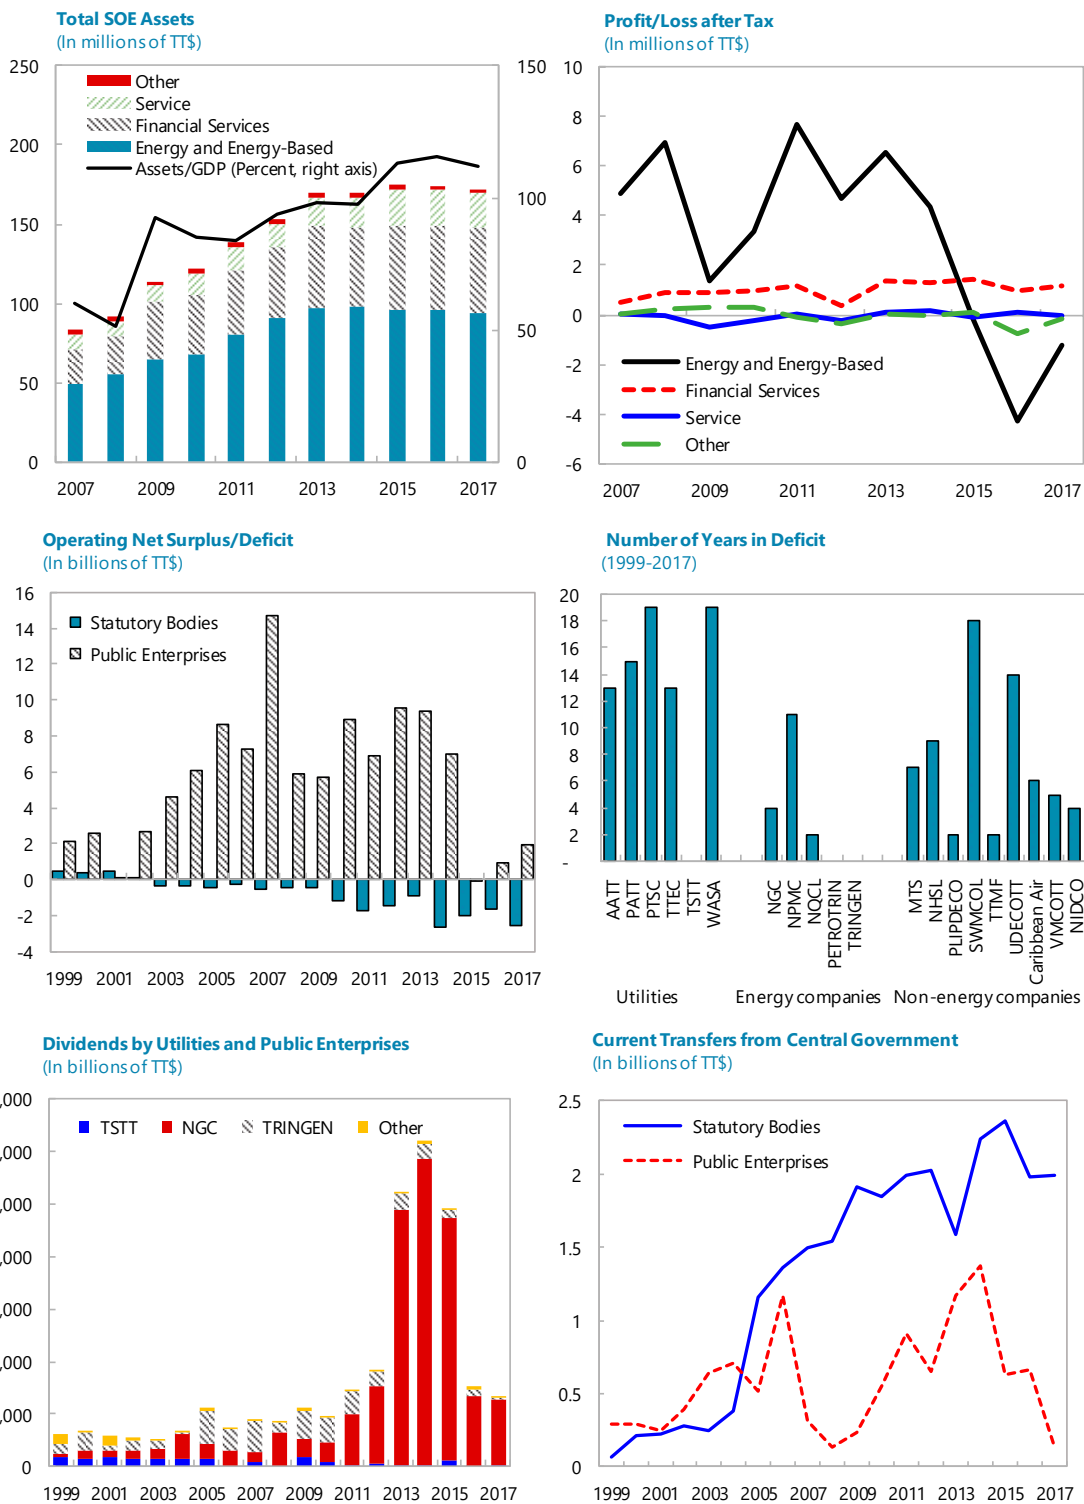 Total SOE Assets
(In millions of TT$)
250
200
150
100
50
0
150
100
50
0
Other
Service
Financial Services
Energy and Energy-Based
Assets/GDP (Percent, right axis)
2007 2009 2011 2013 2015 2017
Profit/Loss after Tax
(In millions of TT$)
10
8
6
4
2
0
-2
-4
-6
Energy and Energy-Based
Financial Services
Service
Other
2007 2009 2011 2013 2015 2017
Operating Net Surplus/Deficit
(In billions of TT$)
16
14
12
10
8
6
4
2
0
-2
-4
Statutory Bodies
Public Enterprises
1999 2001 2003 2005 2007 2009 2011 2013 2015 2017
Number of Years in Deficit
(1999-2017)
20
18
16
14
12
10
8
6
4
2
-
AATT
PATT
PTSC
TTEC
TSTT
WASA
NGC
NPMC
NQCL
PETROTRIN
TRINGEN
MTS
NHSL
PLIPDECO
SWMCOL
TTMF
UDECOTT
Caribbean Air
VMCOTT
NIDCO
Utilities Energy companies Non-energy companies
Dividends by Utilities and Public Enterprises
(In billions of TT$)
,000
,000
,000
,000
,000
,000
,000
0
TSTT NGC TRINGEN Other
1999 2001 2003 2005 2007 2009 2011 2013 2015 2017
Current Transfers from Central Government
(In billions of TT$)
2.5
2
1.5
1
0.5
0
Statutory Bodies
Public Enterprises
1999 2001 2003 2005 2007 2009 2011 2013 2015 2017